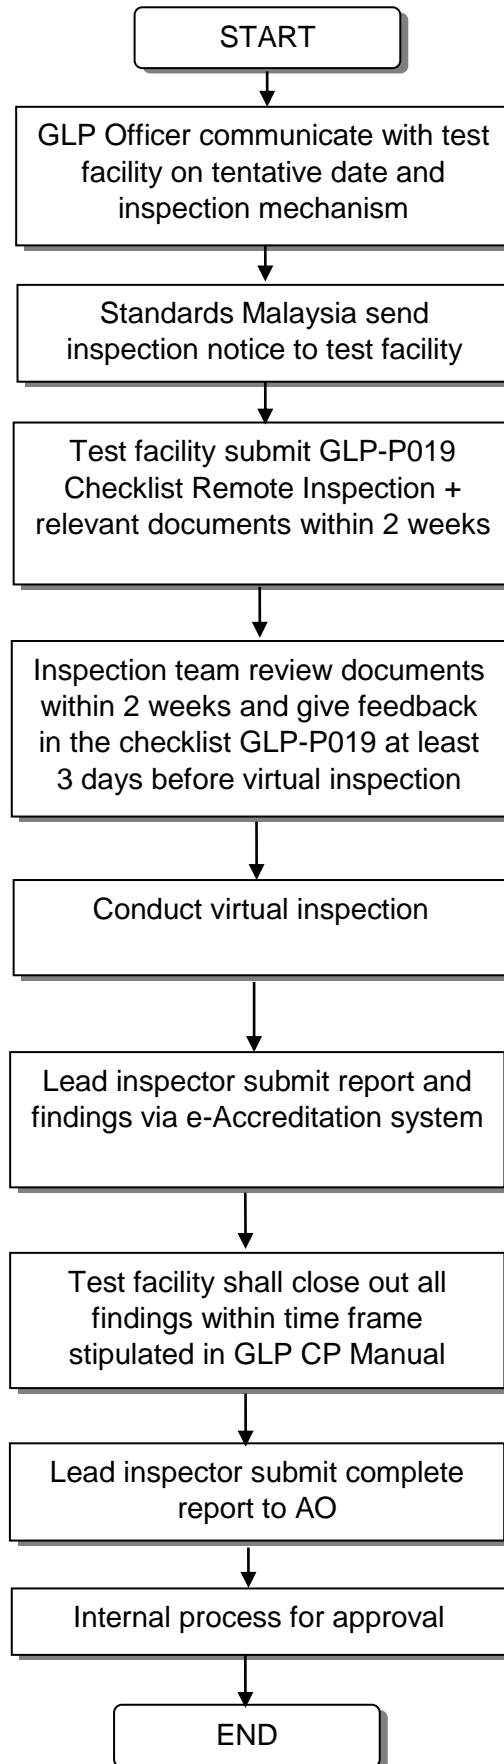 START
GLP Officer communicate with test
facility on tentative date and
inspection mechanism
Standards Malaysia send
inspection notice to test facility
Test facility submit GLP-P019
Checklist Remote Inspection +
relevant documents within 2 weeks
Inspection team review documents
within 2 weeks and give feedback
in the checklist GLP-P019 at least
3 days before virtual inspection
Conduct virtual inspection
Lead inspector submit report and
findings via e-Accreditation system
Test facility shall close out all
findings within time frame
stipulated in GLP CP Manual
Lead inspector submit complete
report to AO
Internal process for approval
END